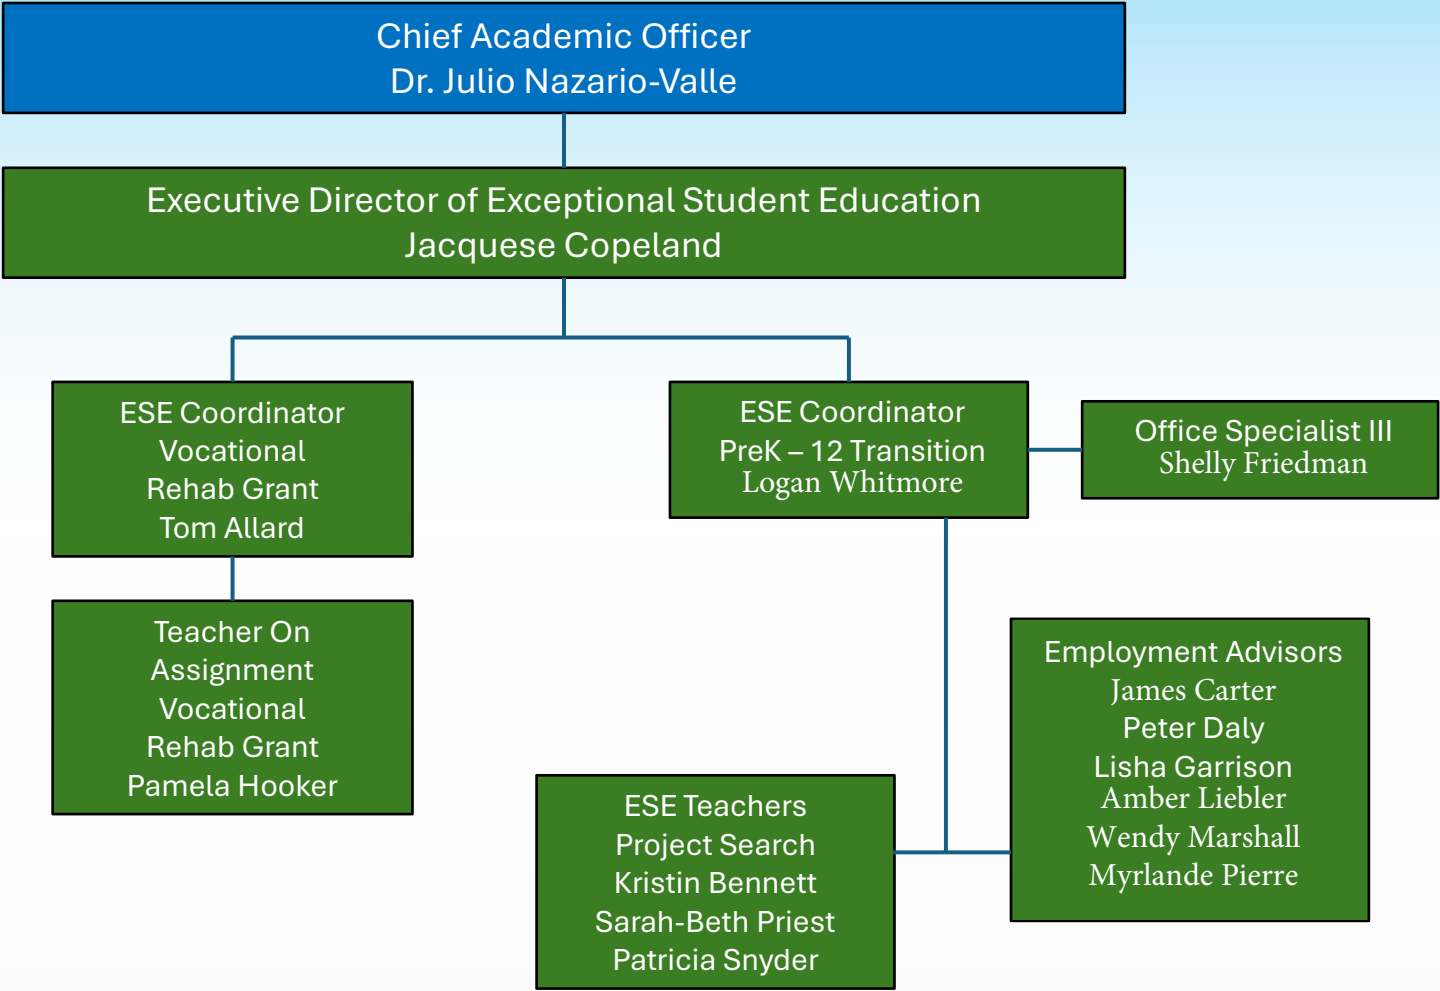 Chief Academic Officer
Dr. Julio Nazario-Valle
Executive Director of Exceptional Student Education
Jacquese Copeland
ESE Coordinator
Vocational
Rehab Grant
Tom Allard
ESE Coordinator
PreK – 12 Transition
Logan Whitmore
Office Specialist III
Shelly Friedman
Teacher On
Assignment
Vocational
Rehab Grant
Pamela Hooker
ESE Teachers
Project Search
Kristin Bennett
Sarah-Beth Priest
Patricia Snyder
Employment Advisors
James Carter
Peter Daly
Lisha Garrison
Amber Liebler
Wendy Marshall
Myrlande Pierre